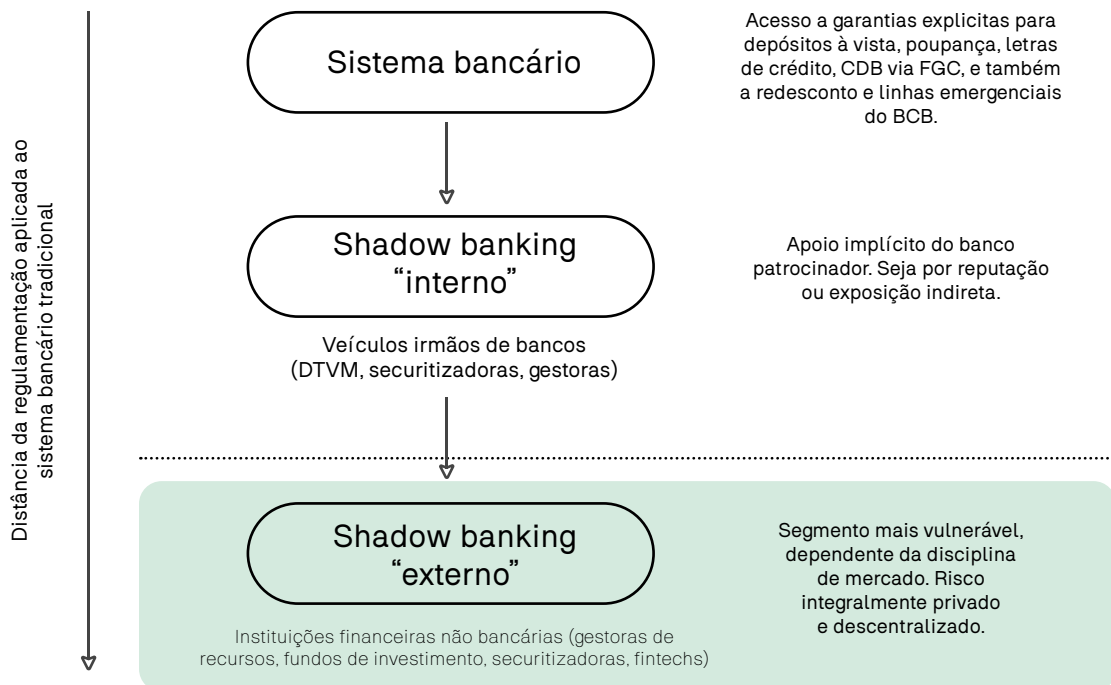 Sistema bancário
Acesso a garantias explicitas para
depósitos à vista, poupança, letras
de crédito, CDB via FGC, e também
a redesconto e linhas emergenciais
do BCB.
Distância da regulamentação aplicada ao
sistema bancário tradicional
Shadow banking
“interno”
Apoio implícito do banco
patrocinador. Seja por reputação
ou exposição indireta.
Veículos irmãos de bancos
(DTVM, securitizadoras, gestoras)
Shadow banking
“externo”
Segmento mais vulnerável,
dependente da disciplina
de mercado. Risco
integralmente privado
e descentralizado.
Instituições financeiras não bancárias (gestoras de
recursos, fundos de investimento, securitizadoras, fintechs)